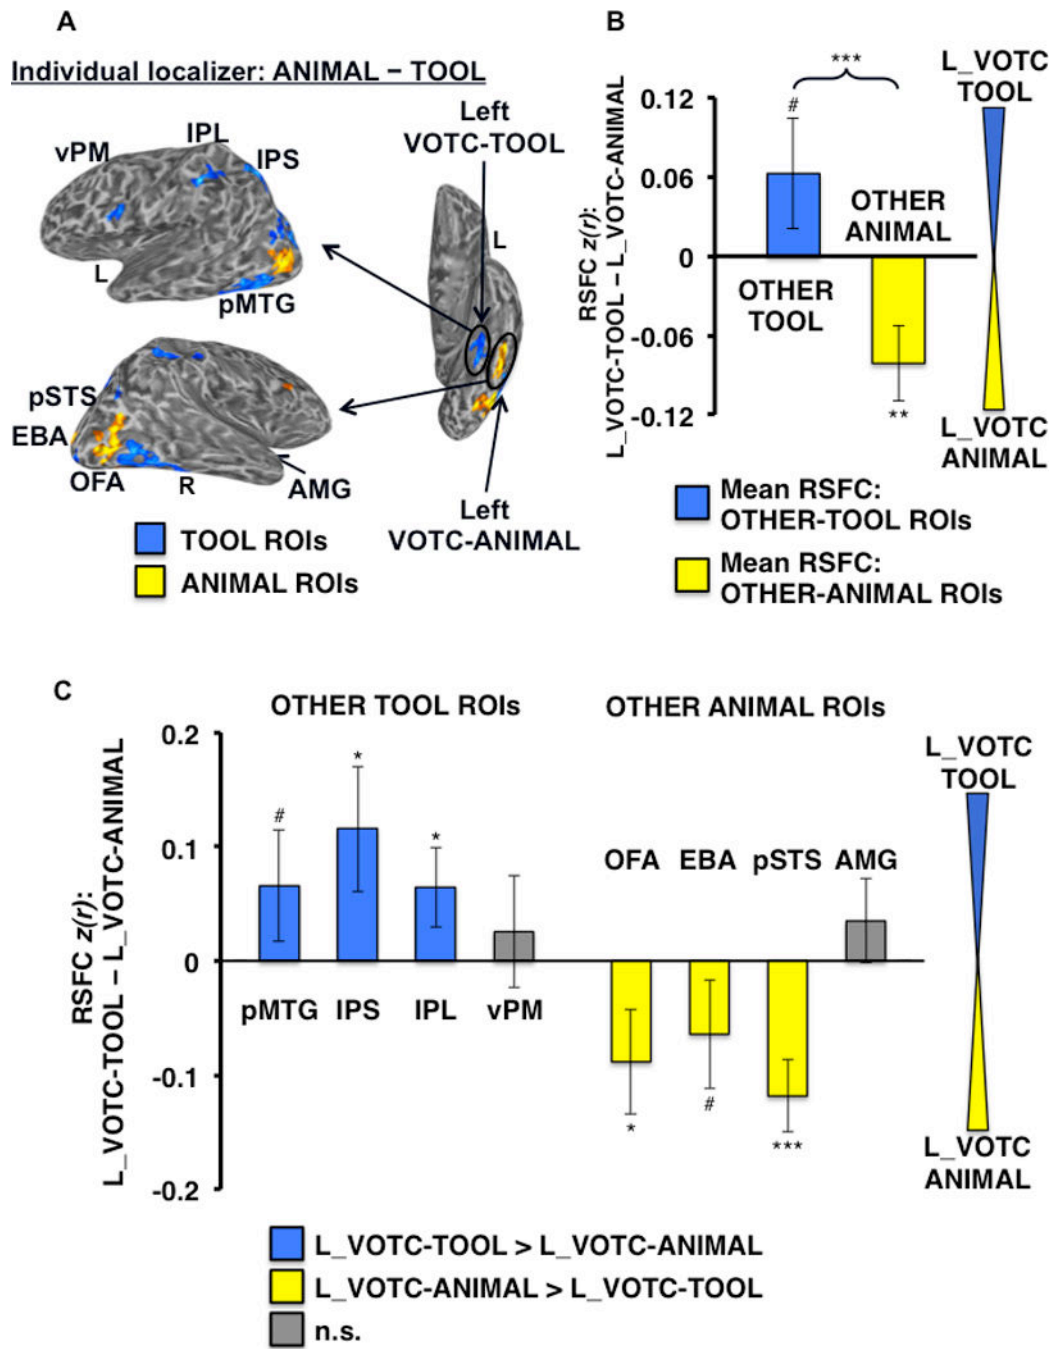 A
Individual localizer: ANIMAL – TOOL
Left
VOTC-TOOL
vPM
IPL
IPS
L
pMTG
L
pSTS
EBA
OFA
R
AMG
Left
VOTC-ANIMAL
TOOL ROIs
ANIMAL ROIs
B
RSFC z(r):
L_VOTC-TOOL – L_VOTC-ANIMAL
0.12
0.06
0
-0.06
-0.12
***
#
OTHER
ANIMAL
OTHER
TOOL
**
L_VOTC
TOOL
L_VOTC
ANIMAL
Mean RSFC:
OTHER-TOOL ROIs
Mean RSFC:
OTHER-ANIMAL ROIs
C
OTHER TOOL ROIs
OTHER ANIMAL ROIs
RSFC z(r):
L_VOTC-TOOL – L_VOTC-ANIMAL
0.2
0.1
0
-0.1
-0.2
#
*
*
pMTG IPS IPL vPM
OFA EBA pSTS AMG
*
#
***
L_VOTC
TOOL
L_VOTC
ANIMAL
L_VOTC-TOOL > L_VOTC-ANIMAL
L_VOTC-ANIMAL > L_VOTC-TOOL
n.s.